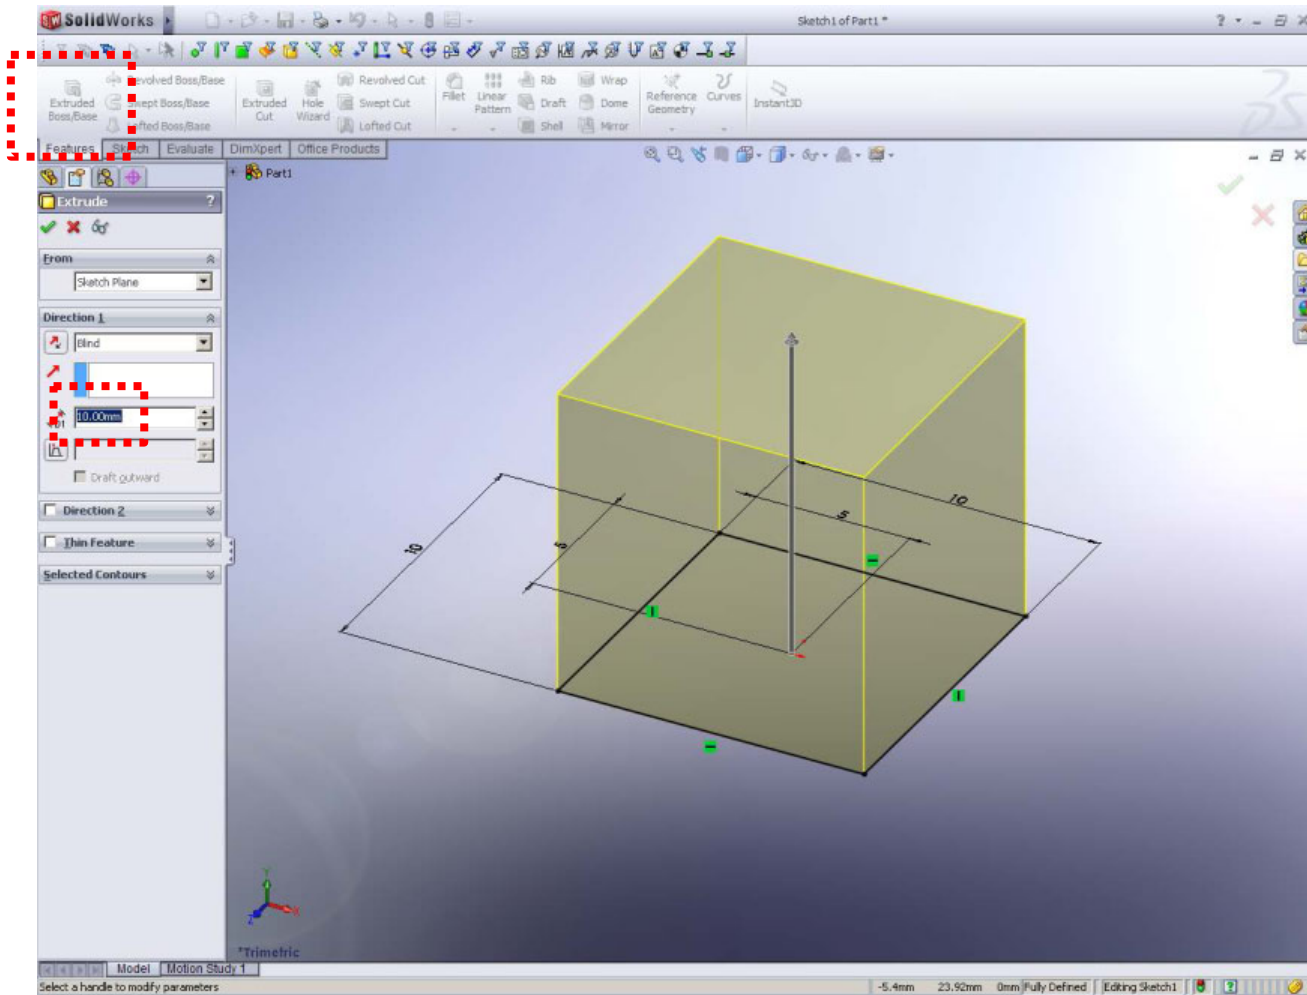 SolidWorks
Sketch1 of Part1 *
?
Extruded Boss/Base
Revolved Boss/Base
Swept Boss/Base
Lofted Boss/Base
Extruded Cut
Hole Wizard
Revolved Cut
Swept Cut
Lofted Cut
Fillet
Linear Pattern
Rib
Draft
Shell
Wrap
Dome
Mirror
Reference Geometry
Curves
Instant3D
Features
Sketch
Evaluate
DimXpert
Office Products
Part1
Extrude
?
From
Sketch Plane
Direction 1
Blind
D1
10.00mm
Draft outward
Direction 2
Thin Feature
Selected Contours
10
5
5
10
Y
X
Z
*Trimetric
Model
Motion Study 1
Select a handle to modify parameters
-5.4mm
23.92mm
0mm
Fully Defined
Editing Sketch1
?